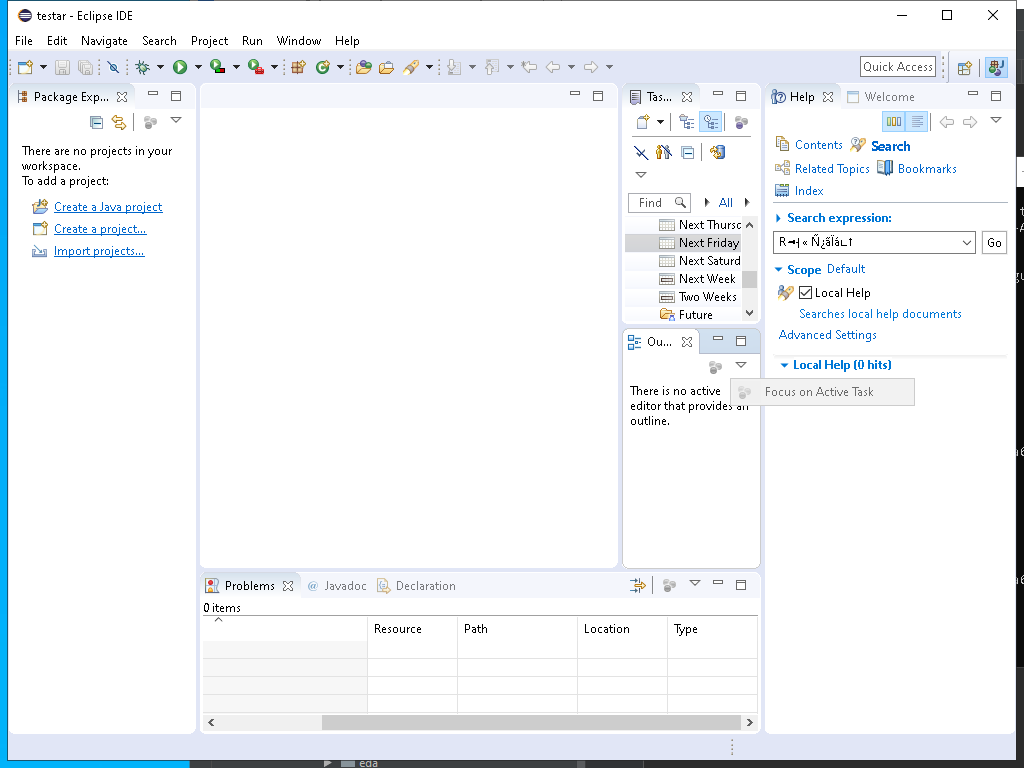 testar - Eclipse IDE
File Edit Navigate Search Project Run Window Help
Quick Access
Package Exp...
There are no projects in your
workspace.
To add a project:
Create a Java project
Create a project...
Import projects...
Tas...
Find
All
Next Thursc
Next Friday
Next Saturd
Next Week
Two Weeks
Future
Ou...
There is no active
editor that provides an
outline.
Focus on Active Task
Help Welcome
Contents Search
Related Topics Bookmarks
Index
Search expression:
Go
Scope Default
Local Help
Searches local help documents
Advanced Settings
Local Help (0 hits)
Problems @ Javadoc Declaration
0 items
Resource Path Location Type
eda